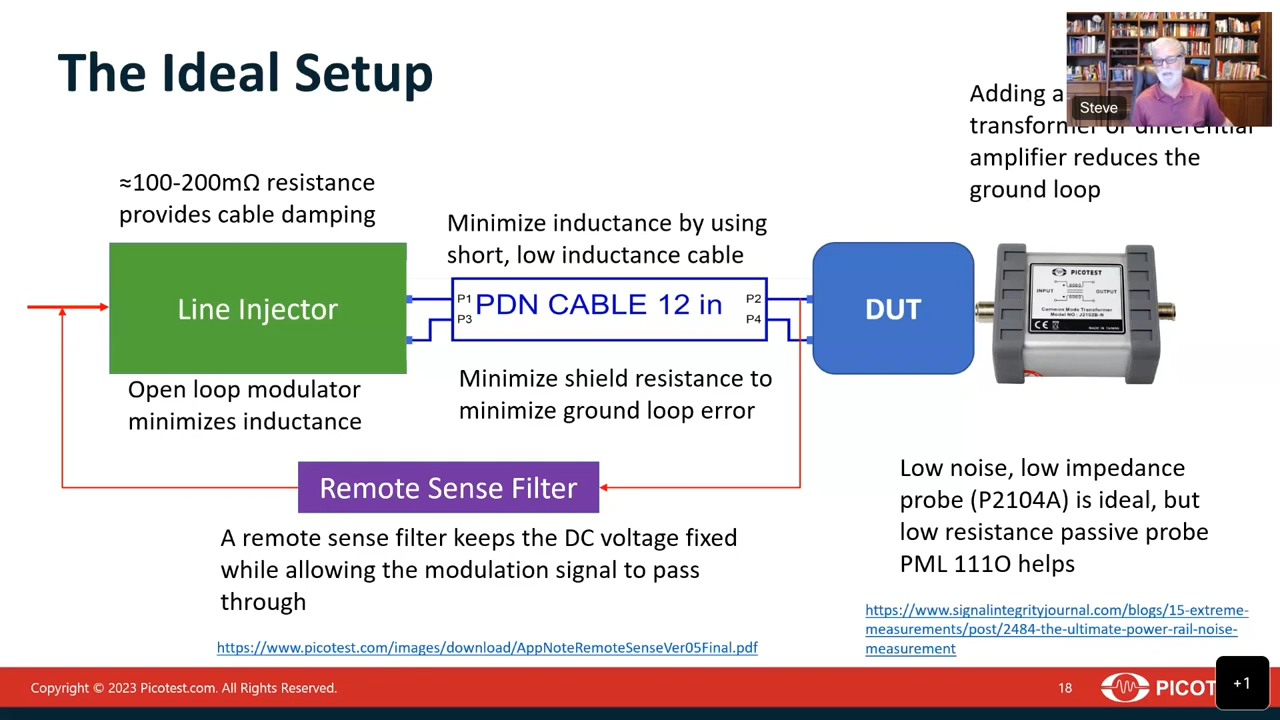 The Ideal Setup
Steve
Adding a
transformer or differential
amplifier reduces the
ground loop
≈100-200mΩ resistance
provides cable damping
Minimize inductance by using
short, low inductance cable
Line Injector
P1
P3
PDN CABLE 12 in
P2
P4
DUT
PICOTEST
INPUT
OUTPUT
Common Mode Transformer
Model NO : J2102B-N
CE
MADE IN TAIWAN
Open loop modulator
minimizes inductance
Minimize shield resistance to
minimize ground loop error
Remote Sense Filter
A remote sense filter keeps the DC voltage fixed
while allowing the modulation signal to pass
through
Low noise, low impedance
probe (P2104A) is ideal, but
low resistance passive probe
PML 111O helps
https://www.signalintegrityjournal.com/blogs/15-extreme-
measurements/post/2484-the-ultimate-power-rail-noise-
measurement
https://www.picotest.com/images/download/AppNoteRemoteSenseVer05Final.pdf
Copyright © 2023 Picotest.com. All Rights Reserved.
18
PICOT
+1